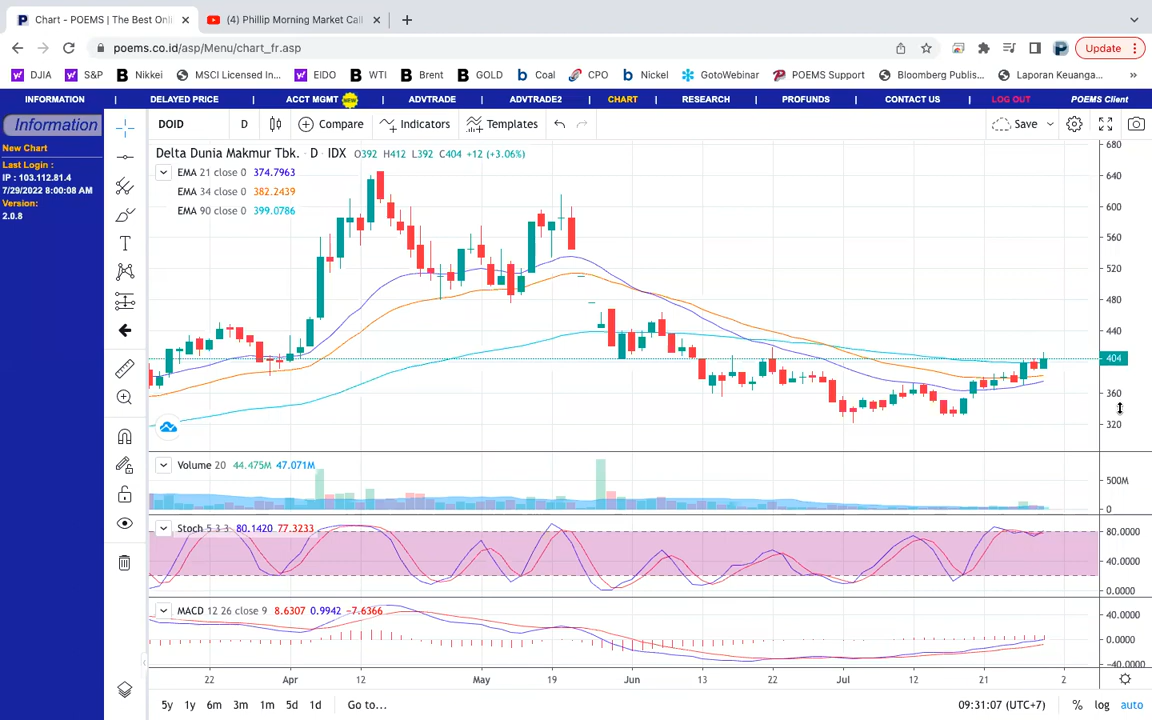 Chart - POEMS | The Best Onli
(4) Phillip Morning Market Call
poems.co.id/asp/Menu/chart_fr.asp
Update
DJIA
S&P
Nikkei
MSCI Licensed In...
EIDO
WTI
Brent
GOLD
Coal
CPO
Nickel
GotoWebinar
POEMS Support
Bloomberg Publis...
Laporan Keuanga...
»
INFORMATION | DELAYED PRICE | ACCT MGMT NEW | ADVTRADE | ADVTRADE2 | CHART | RESEARCH | PROFUNDS | CONTACT US | LOG OUT POEMS Client
Information
New Chart
Last Login :
IP : 103.112.81.4
7/29/2022 8:00:08 AM
Version:
2.0.8
DOID
D
Compare
Indicators
Templates
Save
Delta Dunia Makmur Tbk. · D · IDX O392 H412 L392 C404 +12 (+3.06%)
EMA 21 close 0 374.7963
EMA 34 close 0 382.2439
EMA 90 close 0 399.0786
680
640
600
560
520
480
440
404
360
320
Volume 20 44.475M 47.071M
500M
0
Stoch 5 3 3 80.1420 77.3233
80.0000
40.0000
0.0000
MACD 12 26 close 9 8.6307 0.9942 −7.6366
40.0000
0.0000
−40.0000
22 Apr 12 May 19 Jun 13 22 Jul 12 21 2
5y 1y 6m 3m 1m 5d 1d Go to...
09:31:07 (UTC+7) % log auto